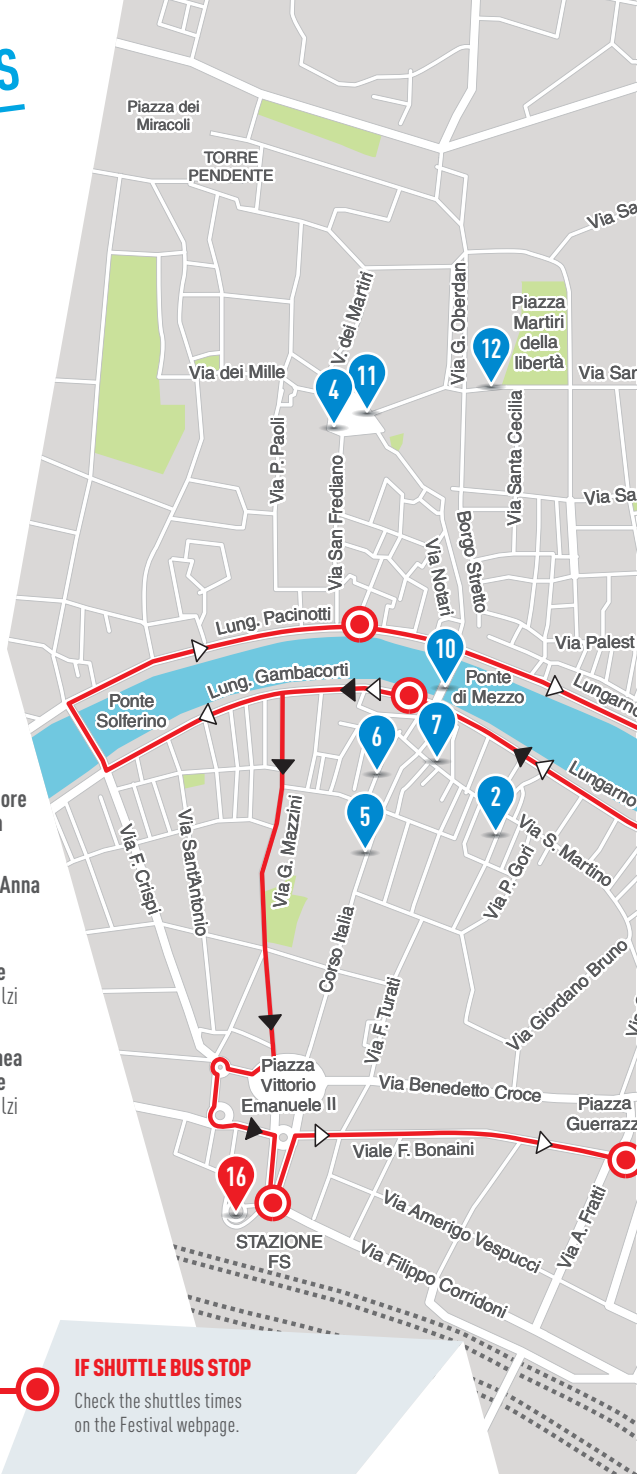 S
Piazza dei
Miracoli
TORRE
PENDENTE
Via Sa
V. dei Martiri
Via G. Oberdan
Piazza
Martiri
della
libertà
12
Via dei Mille
11
4
Via San
Via P. Paoli
Via San Frediano
Via Santa Cecilia
Via Sa
Via Notari
Borgo Stretto
Lung. Pacinotti
Via Palest
10
Lung. Gambacorti
Ponte
di Mezzo
Lungarno
Ponte
Solferino
7
6
Lungarno
2
5
ore
a
Via F. Crispi
Via Sant'Antonio
Via G. Mazzini
Via S. Martino
Via P. Gori
Anna
Corso Italia
Via Giordano Bruno
e
lzi
Via F. Turati
nea
e
lzi
Piazza
Vittorio
Emanuele II
Via Benedetto Croce
Piazza
Guerrazz
Viale F. Bonaini
16
Via Amerigo Vespucci
Via A. Fratti
STAZIONE
FS
Via Filippo Corridoni
IF SHUTTLE BUS STOP
Check the shuttles times
on the Festival webpage.